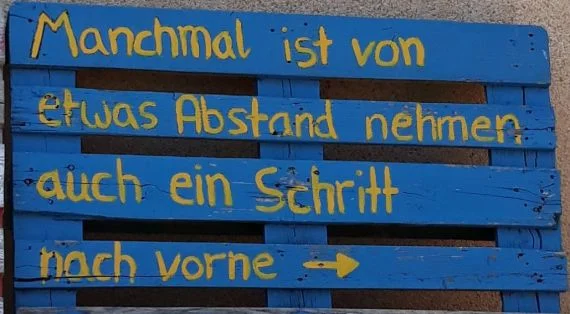 Manchmal ist von
etwas Abstand nehmen
auch ein Schritt
nach vorne →